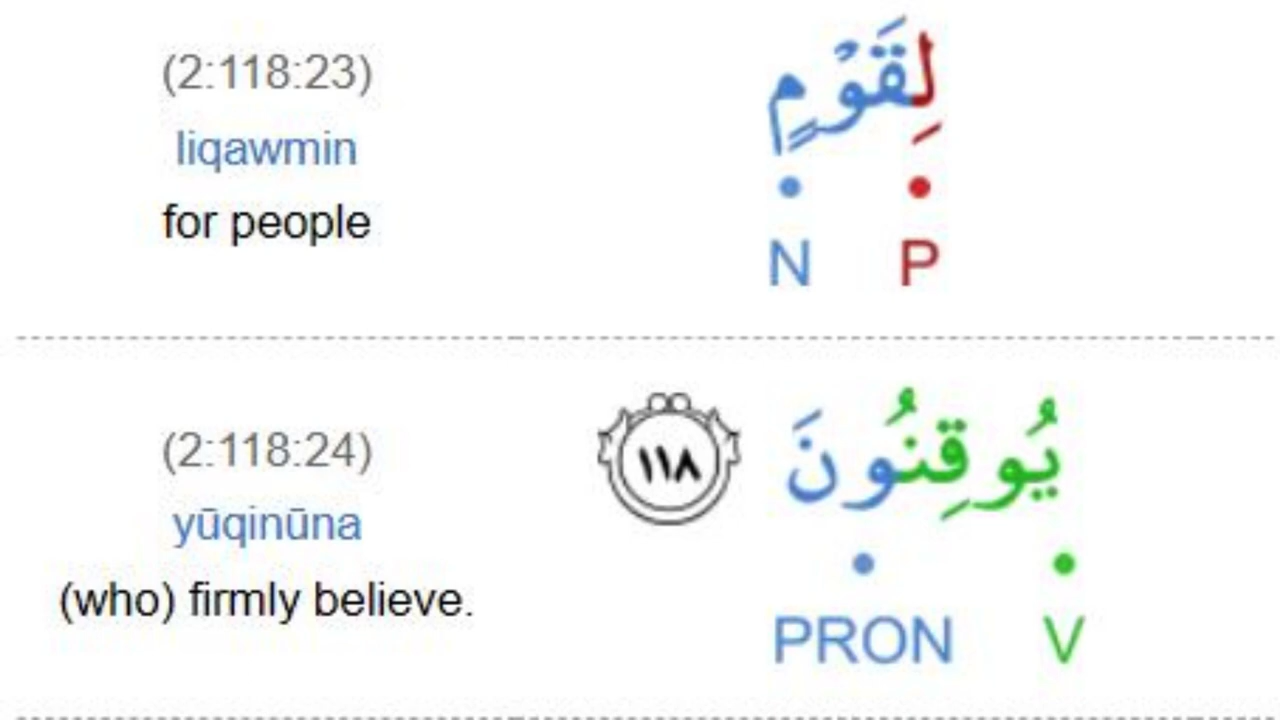 (2:118:23)
liqawmin
for people
لِقَوْمٍ
N P
(2:118:24)
yūqinūna
(who) firmly believe.
يُوقِنُونَ ١١٨
PRON V